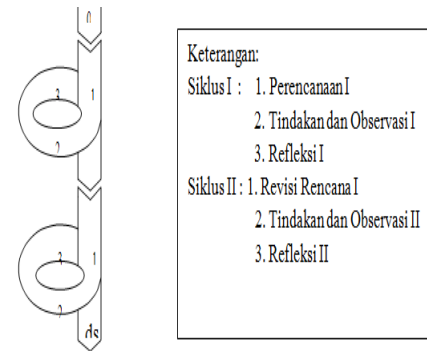 0
3
1
2
Keterangan:
Siklus I : 1. Perencanaan I
2. Tindakan dan Observasi I
3. Refleksi I
Siklus II : 1. Revisi Rencana I
2. Tindakan dan Observasi II
3. Refleksi II
3
1
2